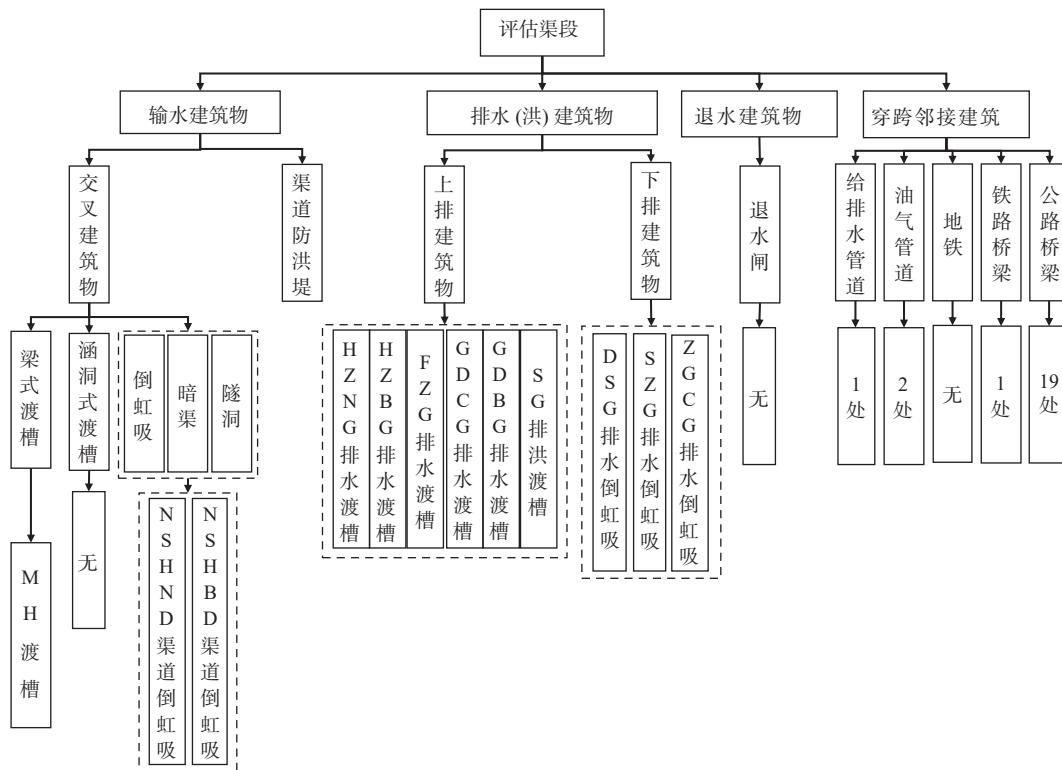 评估渠段
输水建筑物
排水(洪)建筑物
退水建筑物
穿跨邻接建筑
交叉建筑物
渠道防洪堤
上排建筑物
下排建筑物
退水闸
给排水管道
油气管道
地铁
铁路桥梁
公路桥梁
梁式渡槽
涵洞式渡槽
倒虹吸
暗渠
隧洞
HZNG排水渡槽
HZBG排水渡槽
FZG排水渡槽
GDCG排水渡槽
GDBG排水渡槽
SG排洪渡槽
DSG排水倒虹吸
SZG排水倒虹吸
ZGCG排水倒虹吸
无
1处
2处
无
1处
19处
MH渡槽
无
NSHND渠道倒虹吸
NSHBD渠道倒虹吸